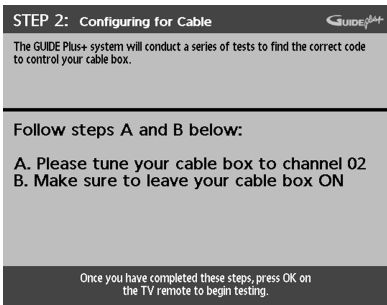 STEP 2: Configuring for Cable
GUIDE Plus+
The GUIDE Plus+ system will conduct a series of tests to find the correct code
to control your cable box.
Follow steps A and B below:
A. Please tune your cable box to channel 02
B. Make sure to leave your cable box ON
Once you have completed these steps, press OK on
the TV remote to begin testing.